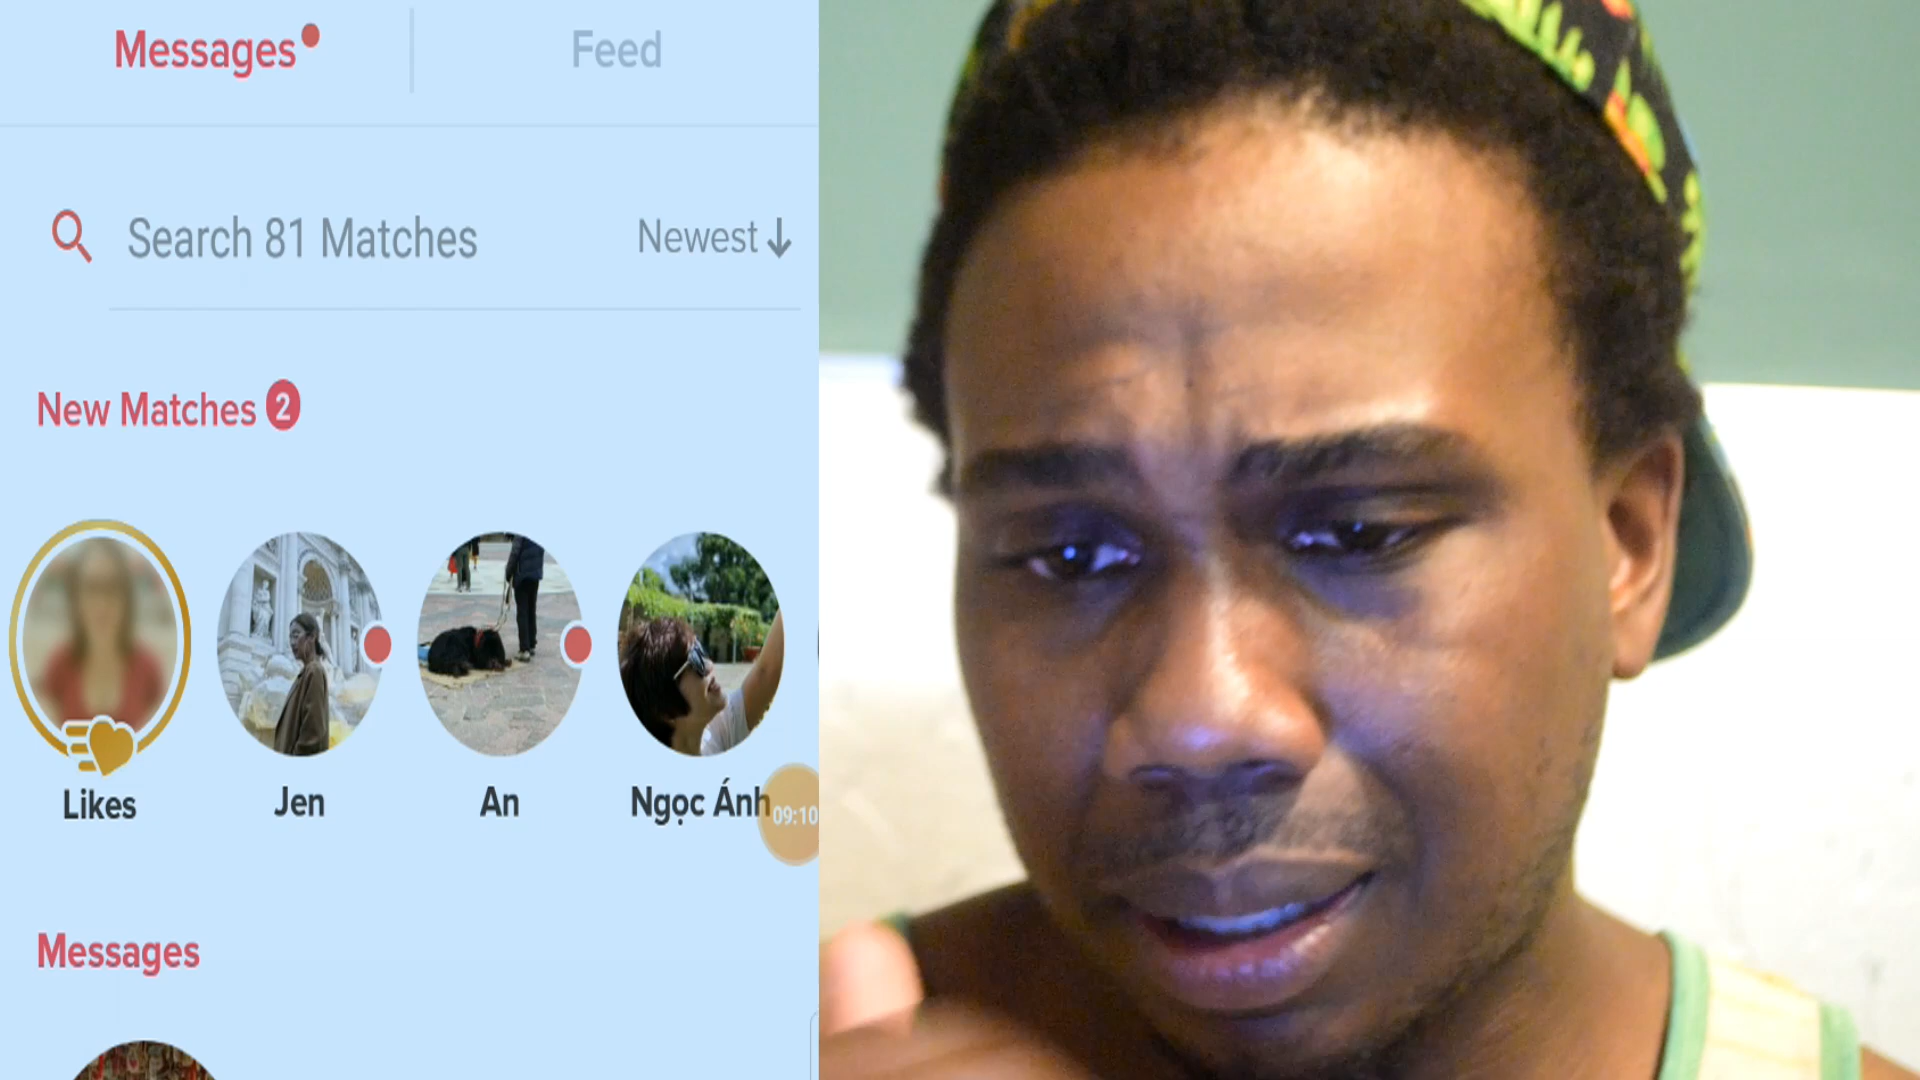 Messages
Feed
Search 81 Matches
Newest
New Matches 2
Likes
Jen
An
Ngọc Ánh
09:10
Messages